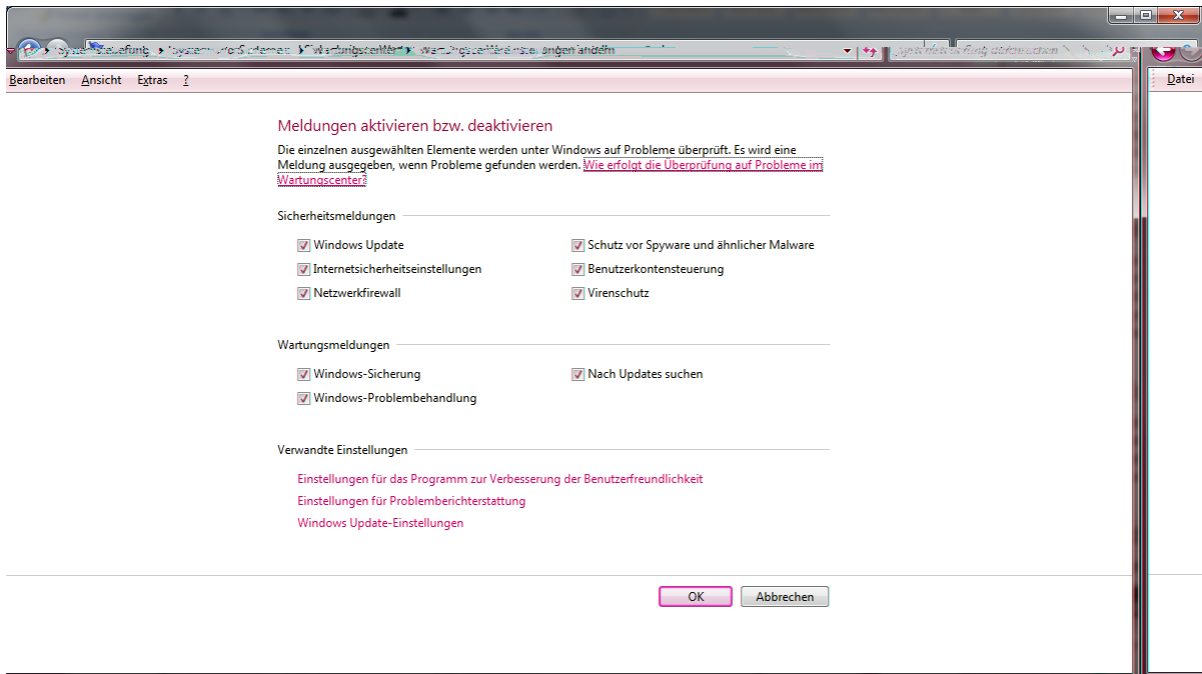 Bearbeiten Ansicht Extras ?
Datei
Meldungen aktivieren bzw. deaktivieren
Die einzelnen ausgewählten Elemente werden unter Windows auf Probleme überprüft. Es wird eine
Meldung ausgegeben, wenn Probleme gefunden werden. Wie erfolgt die Überprüfung auf Probleme im
Wartungscenter?
Sicherheitsmeldungen
Windows Update
Schutz vor Spyware und ähnlicher Malware
Internetsicherheitseinstellungen
Benutzerkontensteuerung
Netzwerkfirewall
Virenschutz
Wartungsmeldungen
Windows-Sicherung
Nach Updates suchen
Windows-Problembehandlung
Verwandte Einstellungen
Einstellungen für das Programm zur Verbesserung der Benutzerfreundlichkeit
Einstellungen für Problemberichterstattung
Windows Update-Einstellungen
OK
Abbrechen